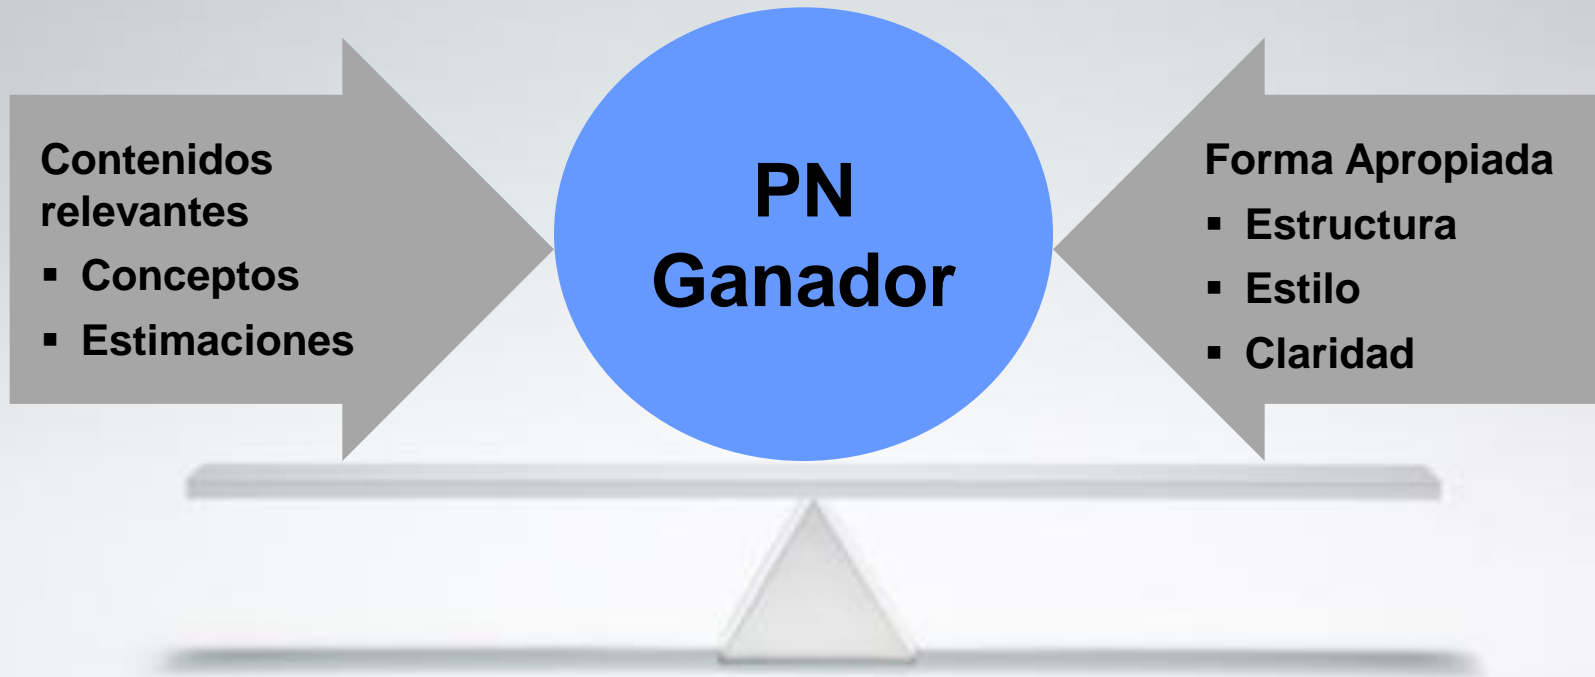 Contenidos
relevantes
▪ Conceptos
▪ Estimaciones
PN
Ganador
Forma Apropiada
▪ Estructura
▪ Estilo
▪ Claridad